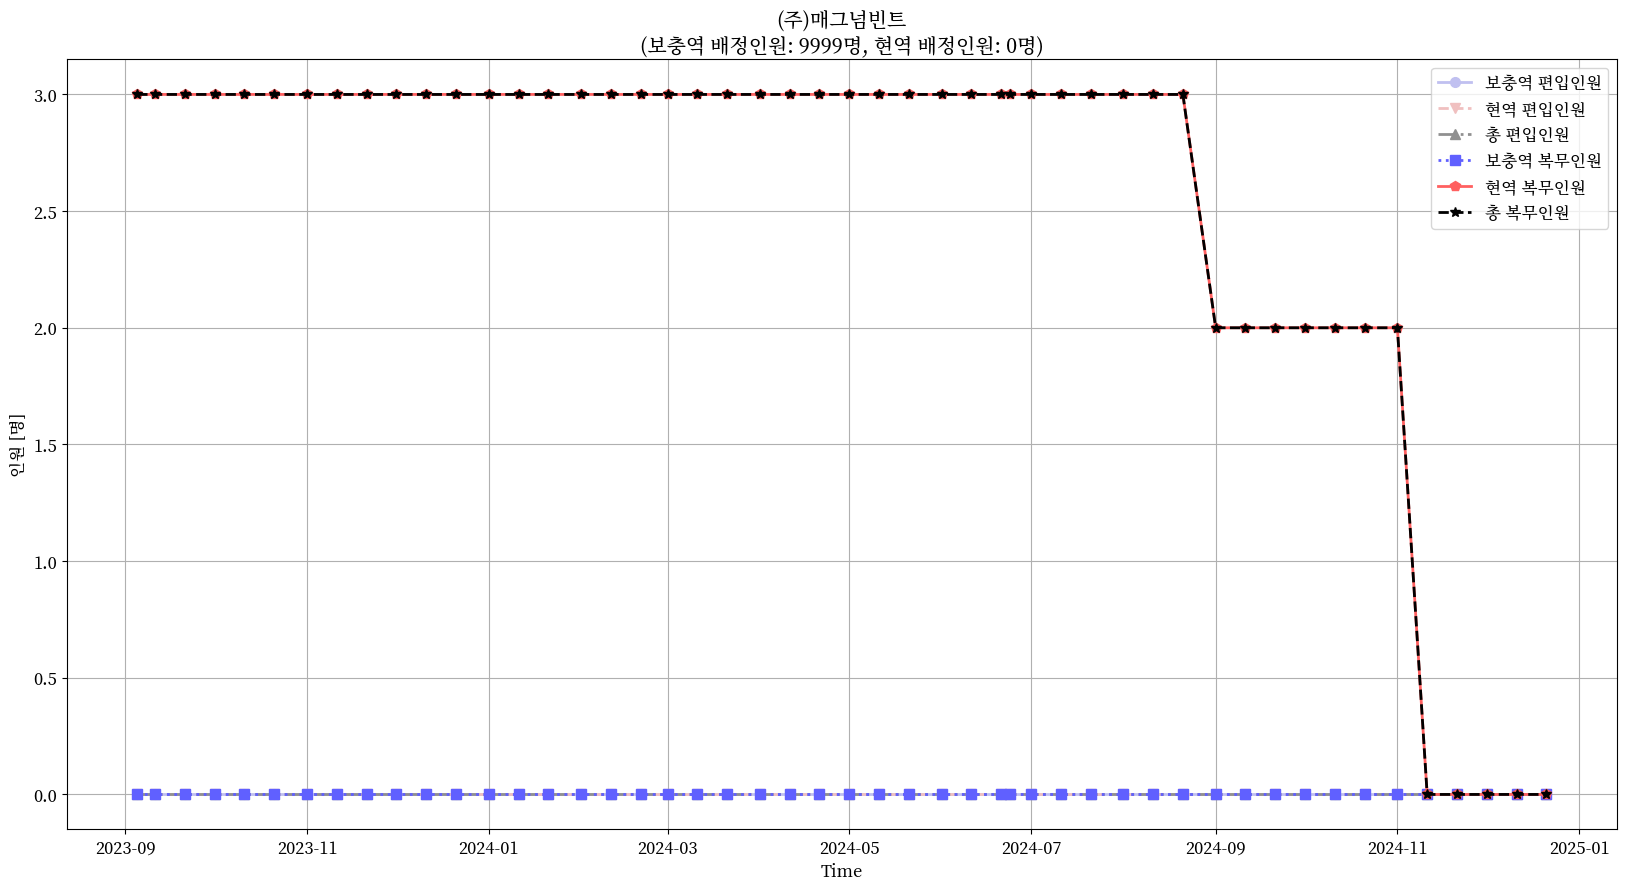 (주)매그넘빈트
(보충역 배정인원: 9999명, 현역 배정인원: 0명)
보충역 편입인원
현역 편입인원
총 편입인원
보충역 복무인원
현역 복무인원
총 복무인원
인원 [명]
3.0
2.5
2.0
1.5
1.0
0.5
0.0
2023-09 2023-11 2024-01 2024-03 2024-05 2024-07 2024-09 2024-11 2025-01
Time